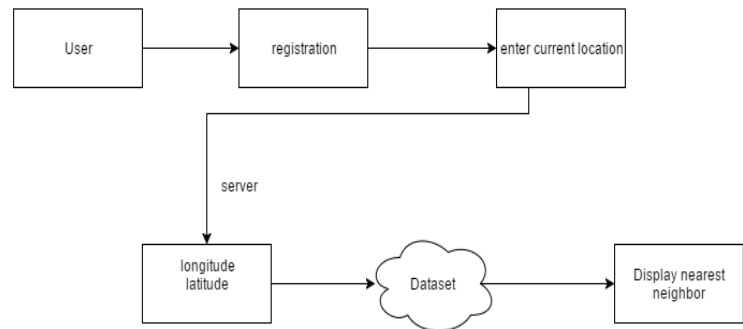 User
registration
enter current location
server
longitude
latitude
Dataset
Display nearest
neighbor